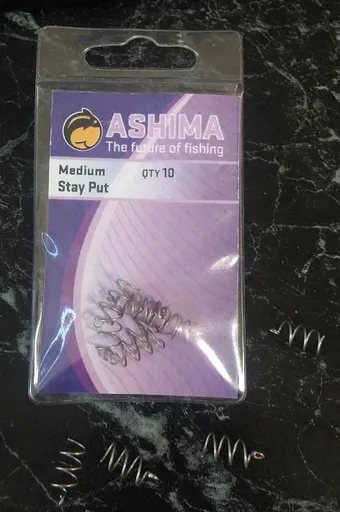 ASHIMA
The future of fishing
Medium QTY 10
Stay Put